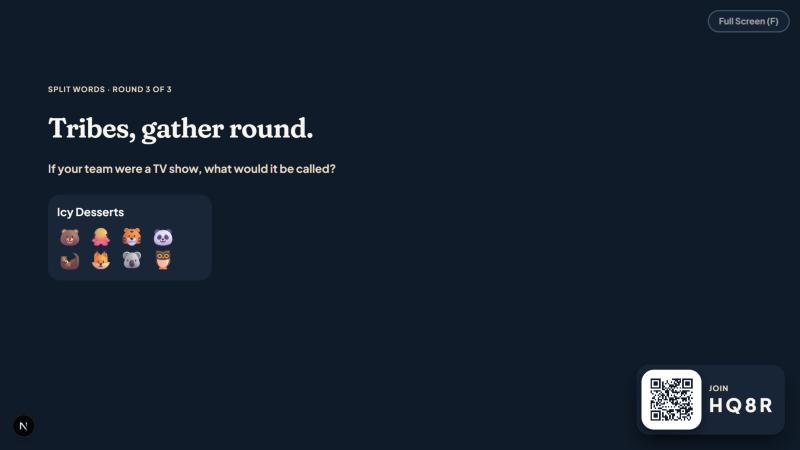 Full Screen (F)
SPLIT WORDS · ROUND 3 OF 3
Tribes, gather round.
If your team were a TV show, what would it be called?
Icy Desserts
JOIN
HQ8R
N